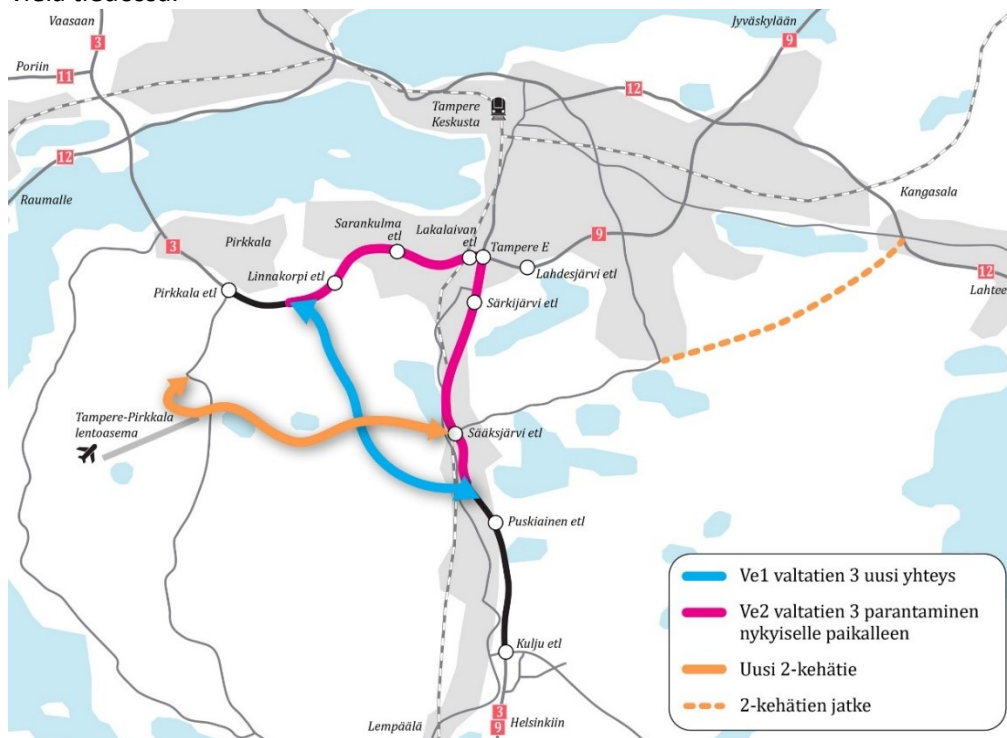 vielä tiedossa.
Vaasaan
3
Jyväskylään
9
Poriin
11
12
Tampere
Keskusta
12
Raumalle
Kangasala
3
Pirkkala
Sarankulma
etl
Lakalaivan
etl
Tampere E
9
Linnakorpi etl
Lahdesjärvi etl
12
Lahtee
Pirkkala etl
Särkijärvi etl
Tampere-Pirkkala
lentoasema
Sääksjärvi etl
Puskiainen etl
Ve1 valtatien 3 uusi yhteys
Ve2 valtatien 3 parantaminen
nykyiselle paikalleen
Uusi 2-kehätie
2-kehätien jatke
Kulju etl
3
9
Lempäälä
Helsinkiin